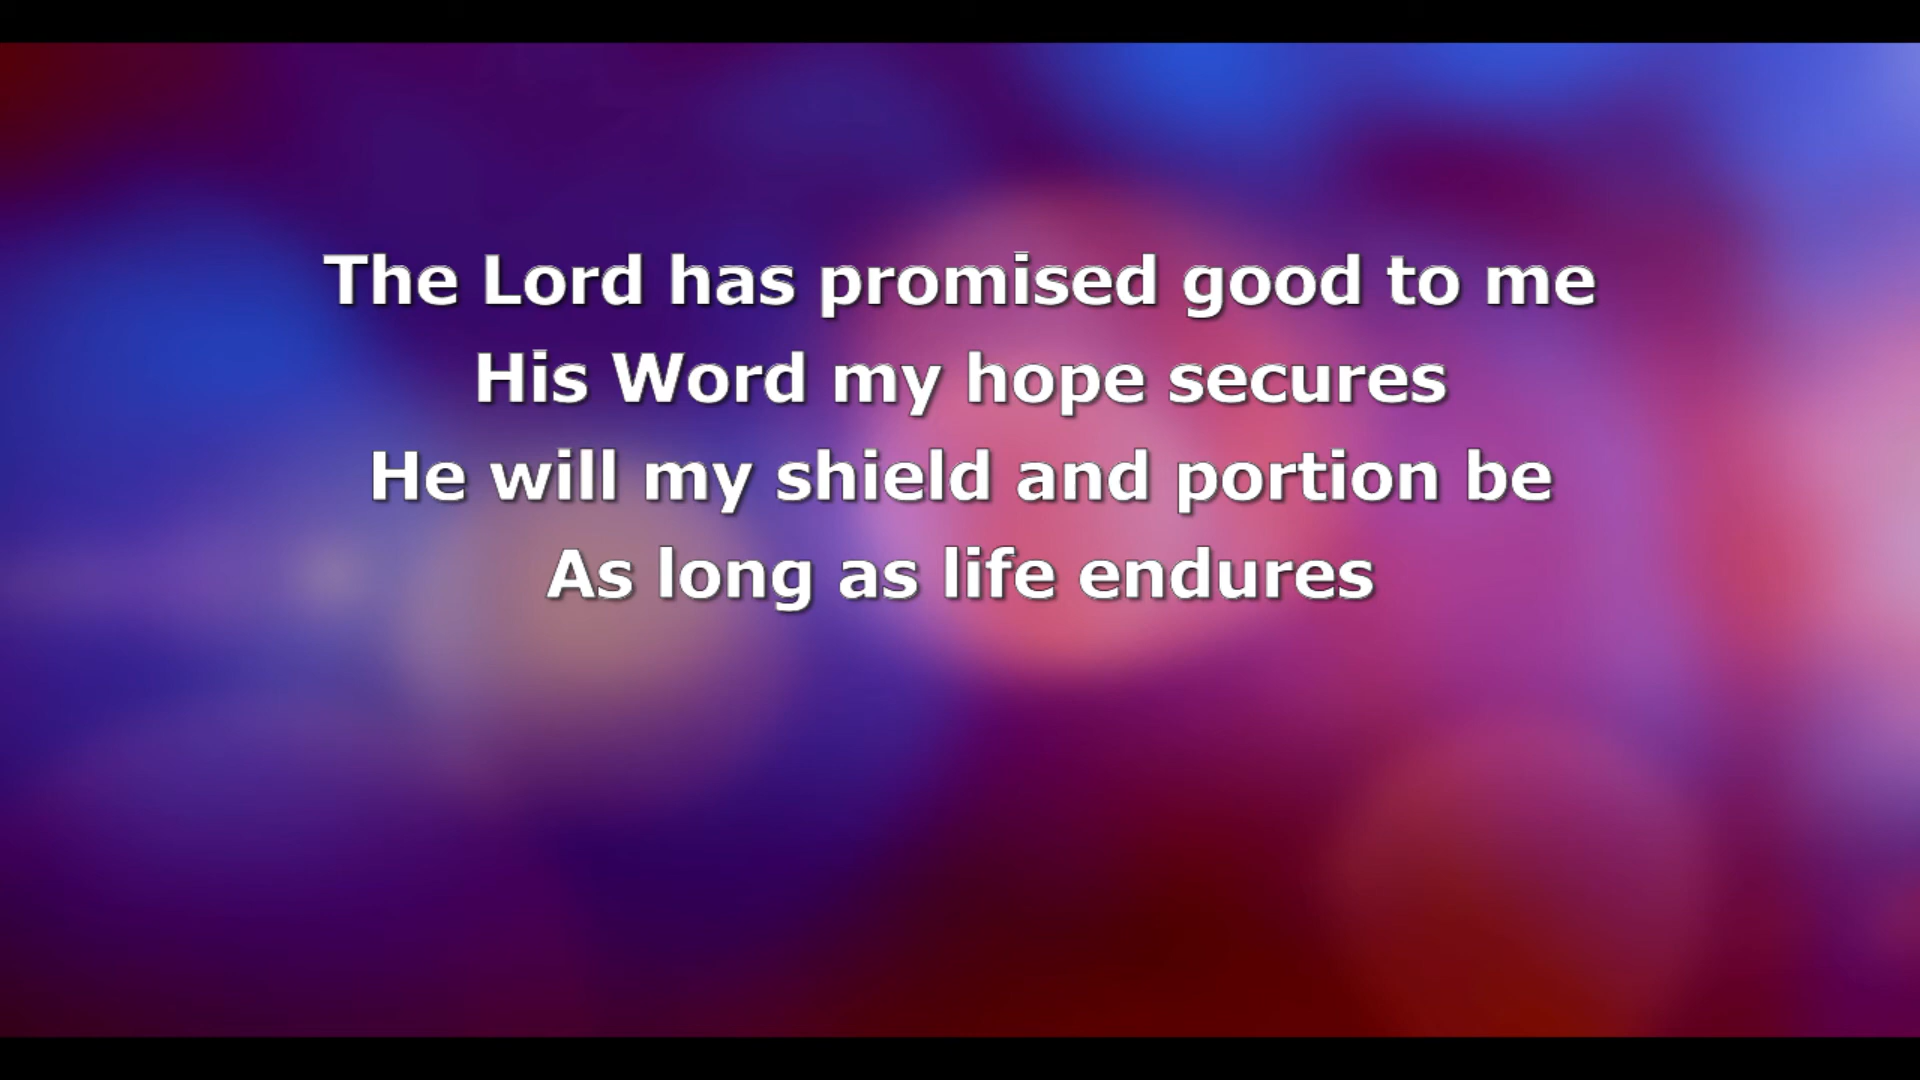 The Lord has promised good to me
His Word my hope secures
He will my shield and portion be
As long as life endures